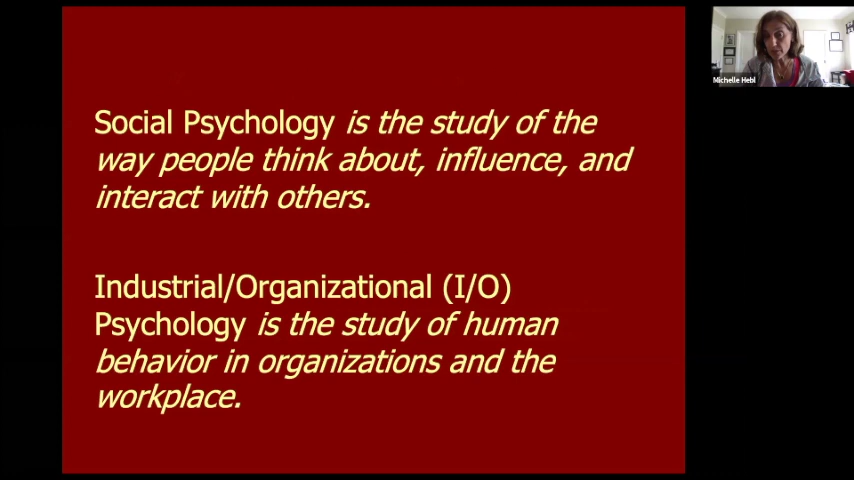 Social Psychology is the study of the
way people think about, influence, and
interact with others.
Industrial/Organizational (I/O)
Psychology is the study of human
behavior in organizations and the
workplace.
Michelle Hebl